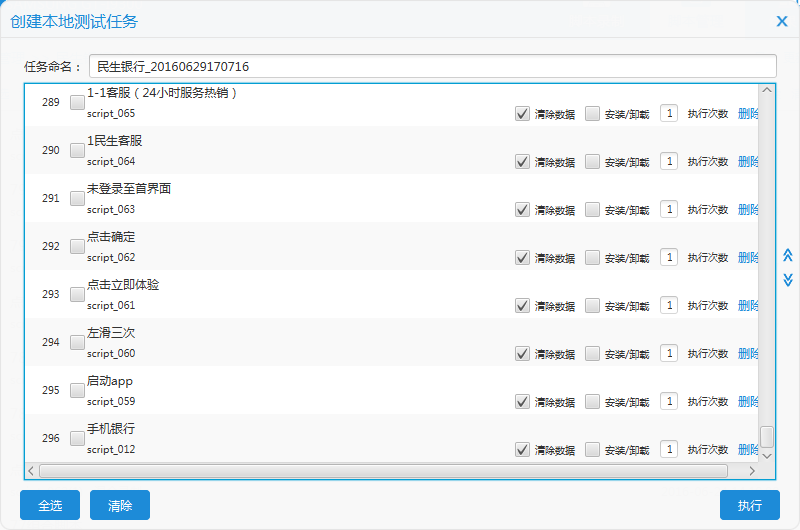 创建本地测试任务
任务命名： 民生银行_20160629170716
289 1-1客服（24小时服务热销）
script_065 清除数据 安装/卸载 1 执行次数 删除
290 1民生客服
script_064 清除数据 安装/卸载 1 执行次数 删除
291 未登录至首界面
script_063 清除数据 安装/卸载 1 执行次数 删除
292 点击确定
script_062 清除数据 安装/卸载 1 执行次数 删除
293 点击立即体验
script_061 清除数据 安装/卸载 1 执行次数 删除
294 左滑三次
script_060 清除数据 安装/卸载 1 执行次数 删除
295 启动app
script_059 清除数据 安装/卸载 1 执行次数 删除
296 手机银行
script_012 清除数据 安装/卸载 1 执行次数 删除
全选 清除 执行